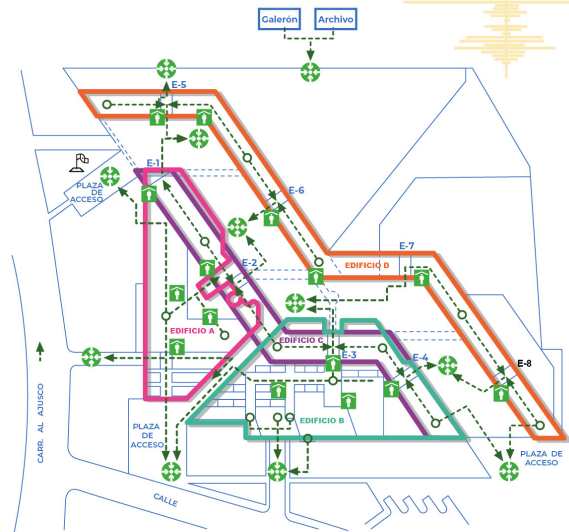 Galerón
Archivo
E-5
E-1
PLAZA
DE
ACCESO
E-6
E-2
E-7
EDIFICIO D
EDIFICIO A
EDIFICIO C
E-3
E-4
E-8
EDIFICIO B
PLAZA
DE
ACCESO
PLAZA DE
ACCESO
CARR. AL AJUSCO
CALLE